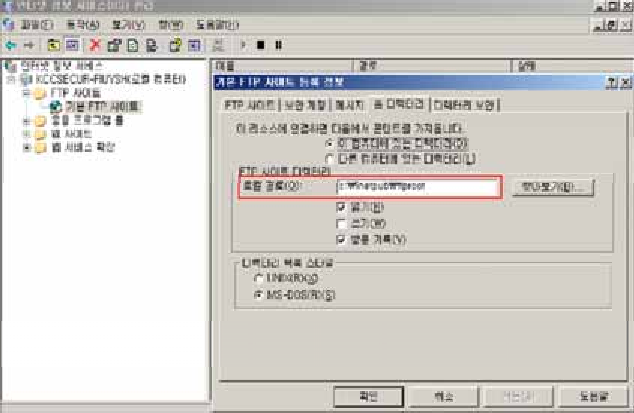 인터넷 정보 서비스(IIS) 관리
파일(F) 동작(A) 보기(V) 창(W) 도움말(H)
인터넷 정보 서비스
(로컬 컴퓨터)
FTP 사이트
기본 FTP 사이트
응용 프로그램 풀
웹 사이트
웹 서비스 확장
이름 경로 상태
기본 FTP 사이트 등록 정보
FTP 사이트 보안 계정 메시지 홈 디렉터리 디렉터리 보안
이 리소스에 연결하면 다음에서 콘텐트를 가져옵니다.
이 컴퓨터에 있는 디렉터리(D)
다른 컴퓨터에 있는 디렉터리(L)
FTP 사이트 디렉터리
로컬 경로(O): c:\inetpub\ftproot 찾아보기(B)...
읽기(R)
쓰기(W)
방문 기록(V)
디렉터리 목록 스타일
UNIX(R)(X)
MS-DOS(R)(S)
확인 취소 적용(A) 도움말